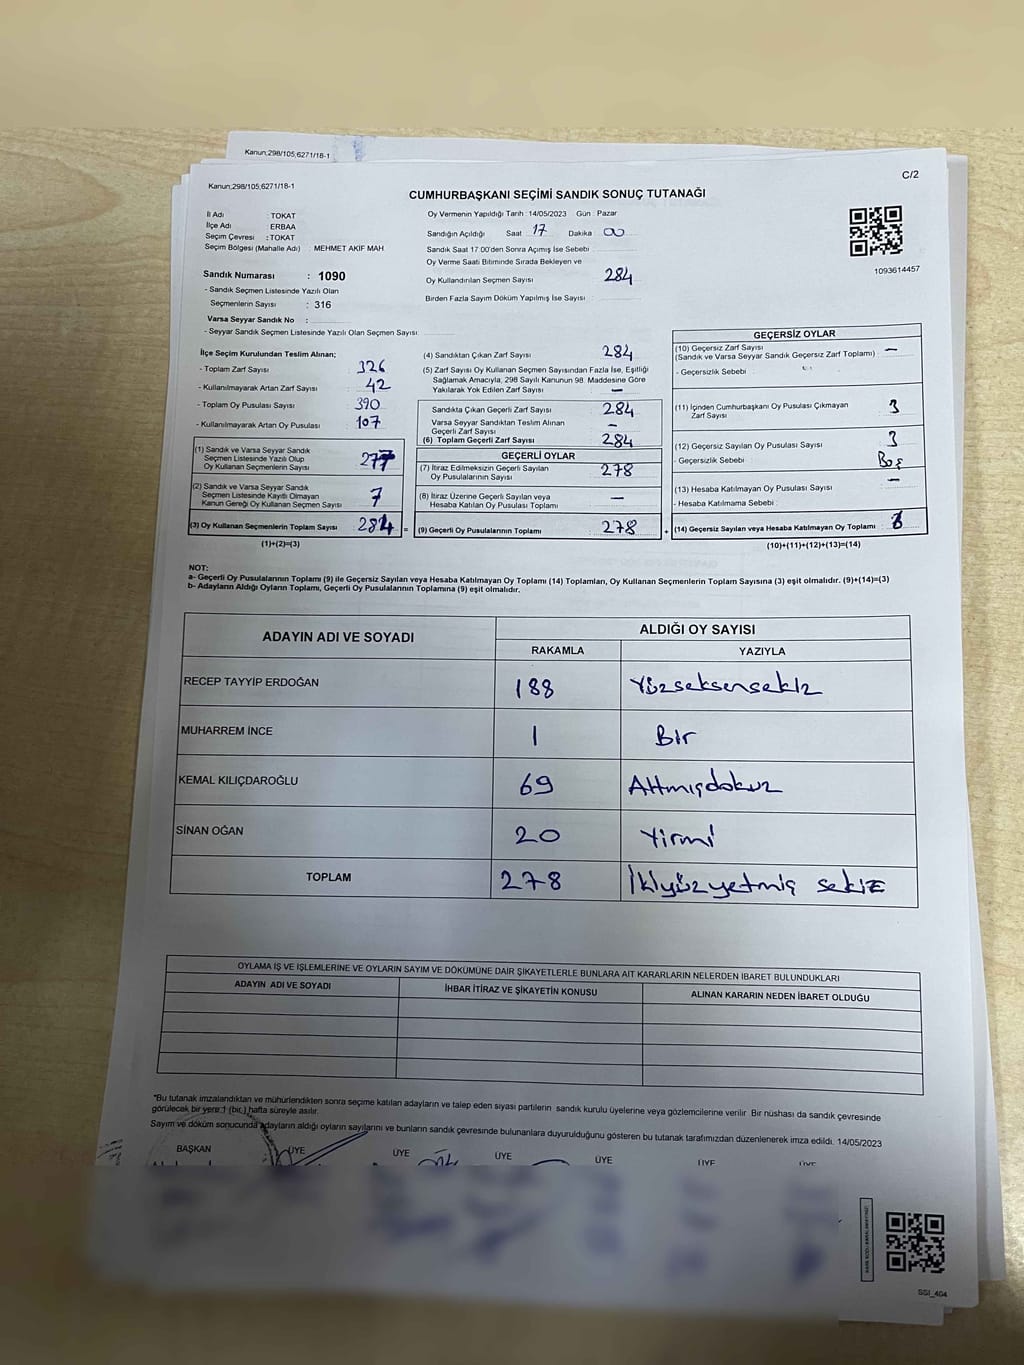 Kanun;298/105;6271/18-1
Kanun;298/105;6271/18-1
C/2
CUMHURBAŞKANI SEÇİMİ SANDIK SONUÇ TUTANAĞI
İl Adı : TOKAT
İlçe Adı : ERBAA
Seçim Çevresi : TOKAT
Seçim Bölgesi (Mahalle Adı) : MEHMET AKIF MAH
Oy Vermenin Yapıldığı Tarih : 14/05/2023 Gün : Pazar
Sandığın Açıldığı Saat 17 Dakika 00
Sandık Saat 17:00'den Sonra Açımış İse Sebebi
Oy Verme Saati Bitiminde Sırada Bekleyen ve
Oy Kullandırılan Seçmen Sayısı 284
Birden Fazla Sayım Döküm Yapılmış İse Sayısı :
1093614457
Sandık Numarası : 1090
- Sandık Seçmen Listesinde Yazılı Olan
Seçmenlerin Sayısı : 316
Varsa Seyyar Sandık No :
- Seyyar Sandık Seçmen Listesinde Yazılı Olan Seçmen Sayısı:
İlçe Seçim Kurulundan Teslim Alınan;
- Toplam Zarf Sayısı : 326
- Kullanılmayarak Artan Zarf Sayısı : 42
- Toplam Oy Pusulası Sayısı : 390
- Kullanılmayarak Artan Oy Pusulası : 107
(1) Sandık ve Varsa Seyyar Sandık
Seçmen Listesinde Yazılı Olup
Oy Kullanan Seçmenlerin Sayısı : 277
(2) Sandık ve Varsa Seyyar Sandık
Seçmen Listesinde Kayıtlı Olmayan
Kanun Gereği Oy Kullanan Seçmen Sayısı : 7
(3) Oy Kullanan Seçmenlerin Toplam Sayısı : 284 =
(1)+(2)=(3)
(4) Sandıktan Çıkan Zarf Sayısı : 284
(5) Zarf Sayısı Oy Kullanan Seçmen Sayısından Fazla İse, Eşitliği
Sağlamak Amacıyla, 298 Sayılı Kanunun 98. Maddesine Göre
Yakılarak Yok Edilen Zarf Sayısı : —
Sandıkta Çıkan Geçerli Zarf Sayısı : 284
Varsa Seyyar Sandıktan Teslim Alınan
Geçerli Zarf Sayısı : —
(6) Toplam Geçerli Zarf Sayısı : 284
GEÇERLİ OYLAR
(7) İtiraz Edilmeksizin Geçerli Sayılan
Oy Pusulalarının Sayısı : 278
(8) İtiraz Üzerine Geçerli Sayılan veya
Hesaba Katılan Oy Pusulası Toplamı : —
(9) Geçerli Oy Pusulalarının Toplamı : 278 +
GEÇERSİZ OYLAR
(10) Geçersiz Zarf Sayısı : —
(Sandık ve Varsa Seyyar Sandık Geçersiz Zarf Toplamı)
- Geçersizlik Sebebi :
(11) İçinden Cumhurbaşkanı Oy Pusulası Çıkmayan
Zarf Sayısı : 3
(12) Geçersiz Sayılan Oy Pusulası Sayısı : 3
- Geçersizlik Sebebi : Boş
(13) Hesaba Katılmayan Oy Pusulası Sayısı : —
- Hesaba Katılmama Sebebi :
(14) Geçersiz Sayılan veya Hesaba Katılmayan Oy Toplamı :
(10)+(11)+(12)+(13)=(14)
NOT:
a- Geçerli Oy Pusulalarının Toplamı (9) ile Geçersiz Sayılan veya Hesaba Katılmayan Oy Toplamı (14) Toplamları, Oy Kullanan Seçmenlerin Toplam Sayısına (3) eşit olmalıdır. (9)+(14)=(3)
b- Adayların Aldığı Oyların Toplamı, Geçerli Oy Pusulalarının Toplamına (9) eşit olmalıdır.
ADAYIN ADI VE SOYADI ALDIĞI OY SAYISI
RAKAMLA YAZIYLA
RECEP TAYYİP ERDOĞAN 188 Yüzseksensekiz
MUHARREM İNCE 1 Bir
KEMAL KILIÇDAROĞLU 69 Altmışdokuz
SİNAN OĞAN 20 Yirmi
TOPLAM 278 İkiyüzyetmiş sekiz
OYLAMA İŞ VE İŞLEMLERİNE VE OYLARIN SAYIM VE DÖKÜMÜNE DAİR ŞİKAYETLERLE BUNLARA AİT KARARLARIN NELERDEN İBARET BULUNDUKLARI
ADAYIN ADI VE SOYADI İHBAR İTİRAZ VE ŞİKAYETİN KONUSU ALINAN KARARIN NEDEN İBARET OLDUĞU
*Bu tutanak imzalandıktan ve mühürlendikten sonra seçime katılan adayların ve talep eden siyasi partilerin sandık kurulu üyelerine veya gözlemcilerine verilir Bir nüshası da sandık çevresinde
görülecek bir yere 1 (bir ) hafta süreyle asılır.
Sayım ve döküm sonucunda adayların aldığı oyların sayılarını ve bunların sandık çevresinde bulunanlara duyurulduğunu gösteren bu tutanak tarafımızdan düzenlenerek imza edildi. 14/05/2023
BAŞKAN ÜYE ÜYE ÜYE ÜYE ÜYE ÜYE
SSI_404